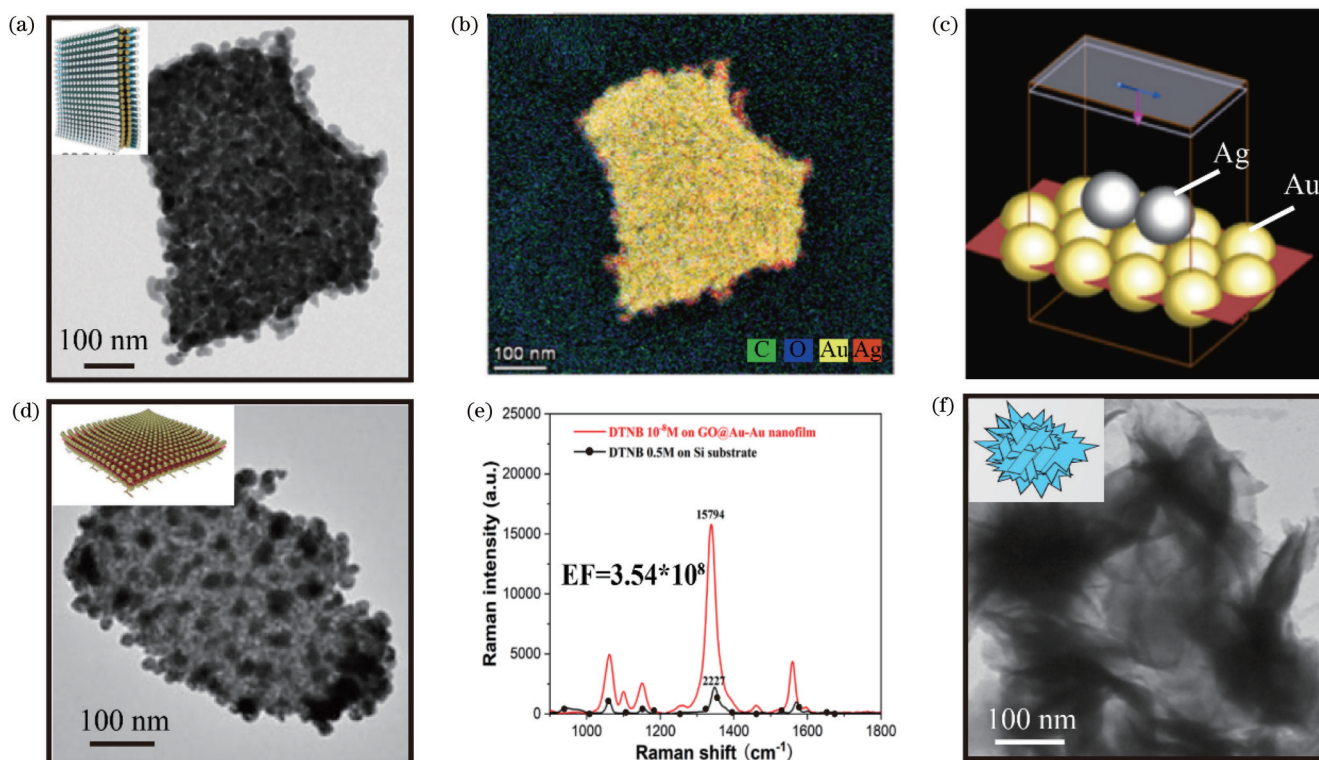 (a)
100 nm
(b)
100 nm
C O Au Ag
(c)
Ag
Au
(d)
100 nm
(e)
25000
20000
15000
10000
5000
0
Raman intensity (a.u.)
DTNB 10⁻⁸M on GO@Au-Au nanofilm
DTNB 0.5M on Si substrate
15794
EF=3.54*10⁸
2227
1000 1200 1400 1600 1800
Raman shift (cm⁻¹)
(f)
100 nm